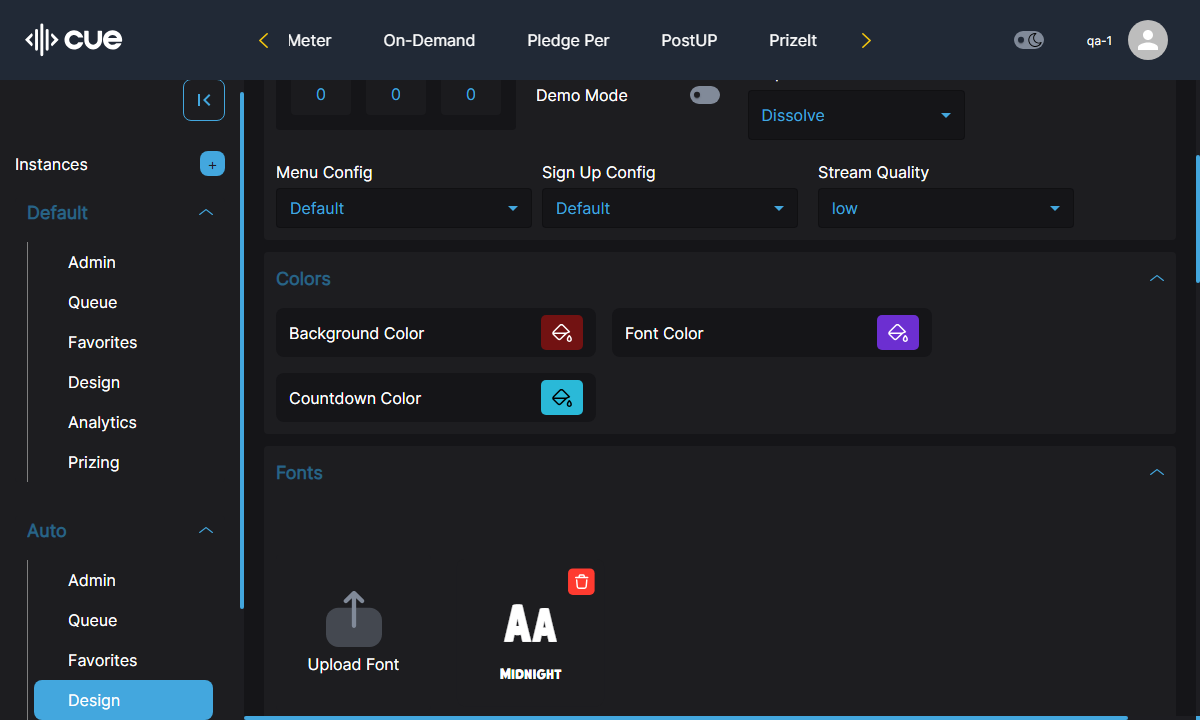 cue
Meter
On-Demand
Pledge Per
PostUP
PrizeIt
qa-1
Instances
+
Default
Admin
Queue
Favorites
Design
Analytics
Prizing
Auto
Admin
Queue
Favorites
Design
0 0 0
Demo Mode
Dissolve
Menu Config
Default
Sign Up Config
Default
Stream Quality
low
Colors
Background Color
Font Color
Countdown Color
Fonts
Upload Font
AA
MIDNIGHT